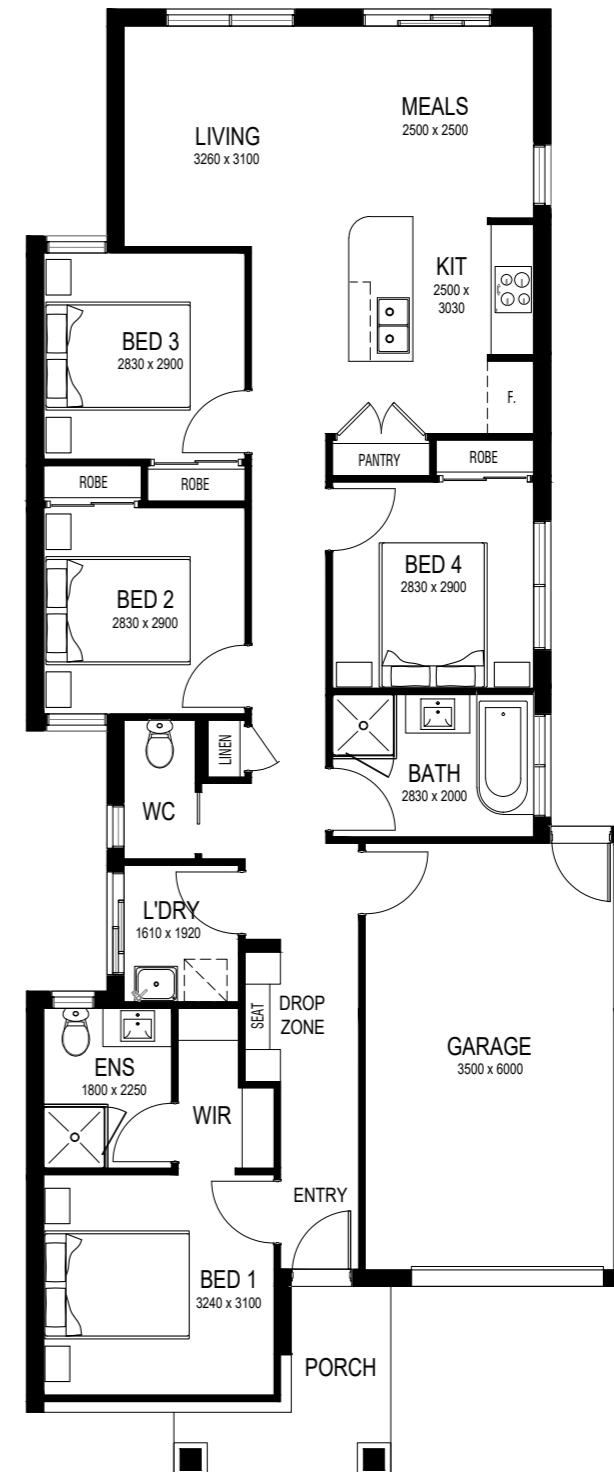 MEALS
2500 x 2500
LIVING
3260 x 3100
KIT
2500 x
3030
BED 3
2830 x 2900
F.
PANTRY
ROBE
ROBE
ROBE
BED 4
2830 x 2900
BED 2
2830 x 2900
LINEN
BATH
2830 x 2000
WC
L'DRY
1610 x 1920
SEAT
DROP
ZONE
GARAGE
3500 x 6000
ENS
1800 x 2250
WIR
ENTRY
BED 1
3240 x 3100
PORCH